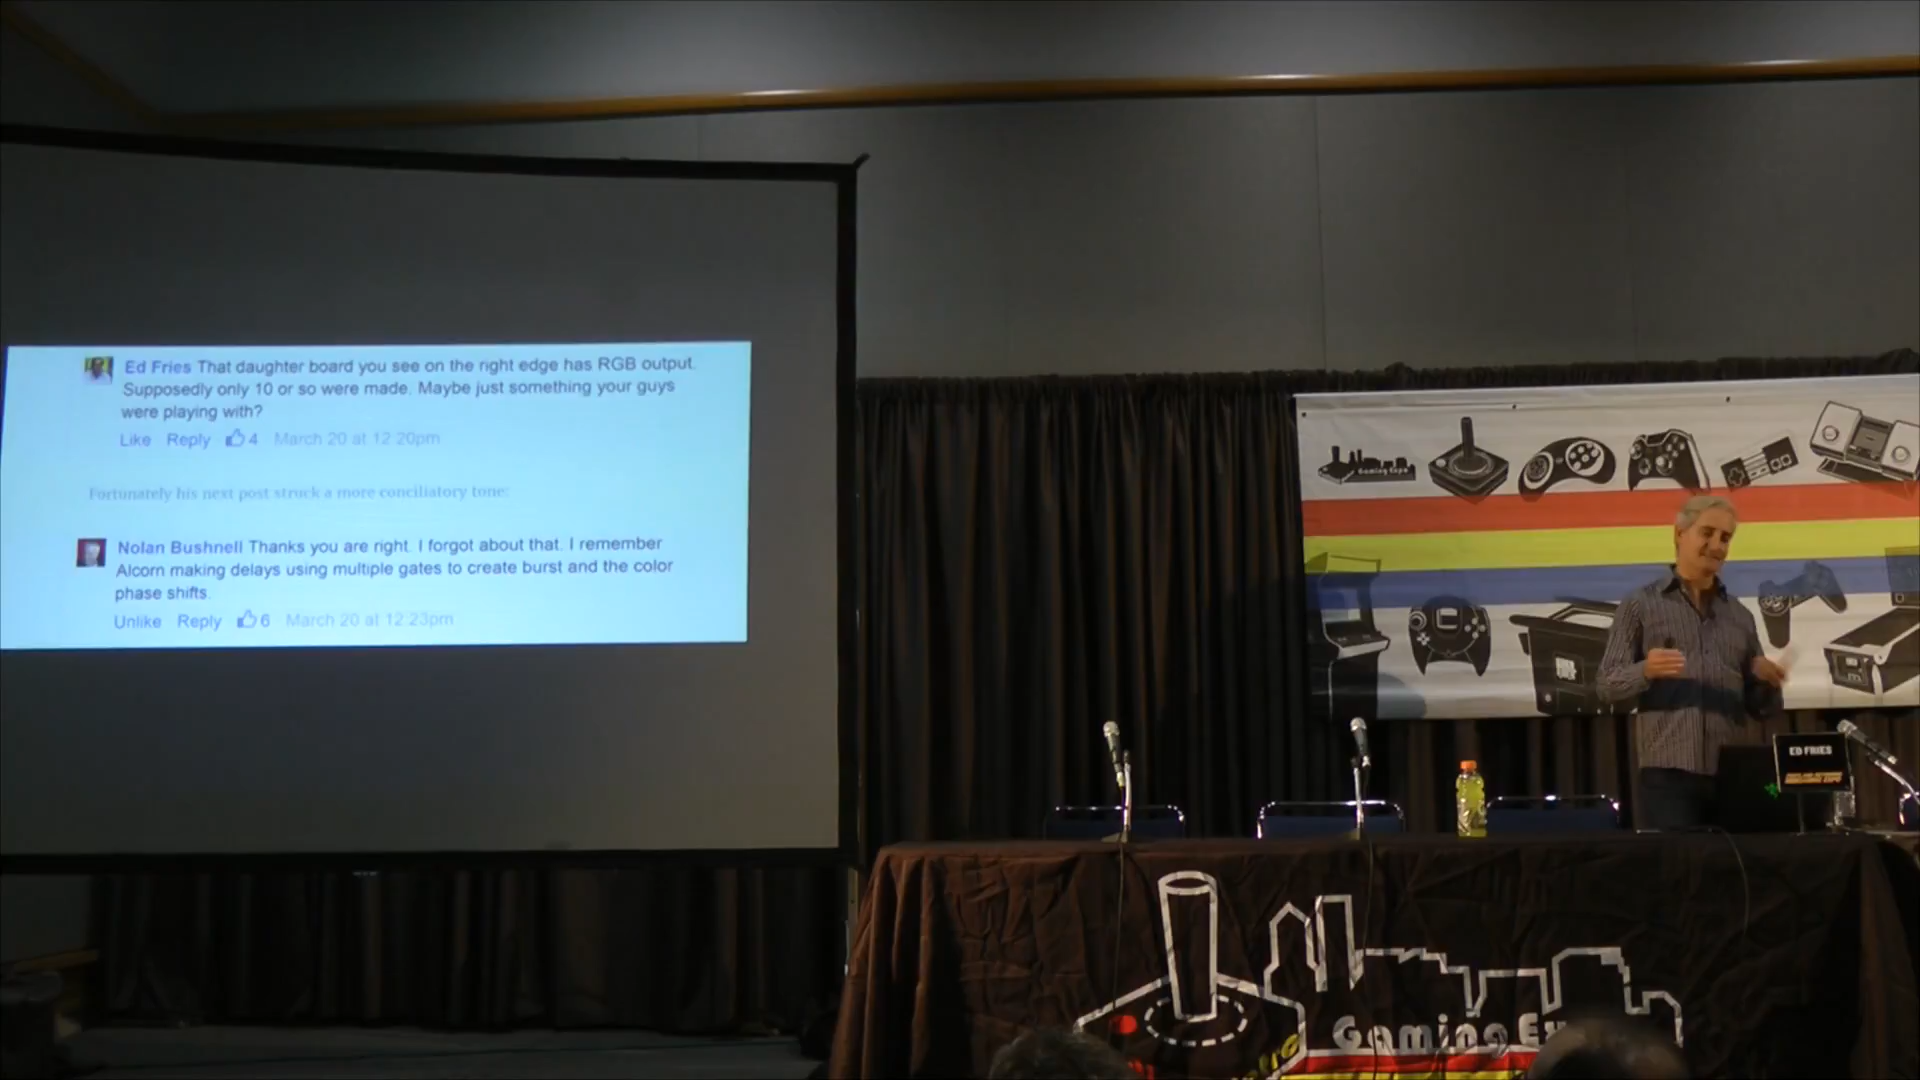 Ed Fries That daughter board you see on the right edge has RGB output.
Supposedly only 10 or so were made. Maybe just something your guys
were playing with?
Like Reply 4 March 20 at 12:20pm
Fortunately his next post struck a more conciliatory tone:
Nolan Bushnell Thanks you are right. I forgot about that. I remember
Alcorn making delays using multiple gates to create burst and the color
phase shifts.
Unlike Reply 6 March 20 at 12:23pm
Gaming Expo
ED FRIES
Gaming Ex